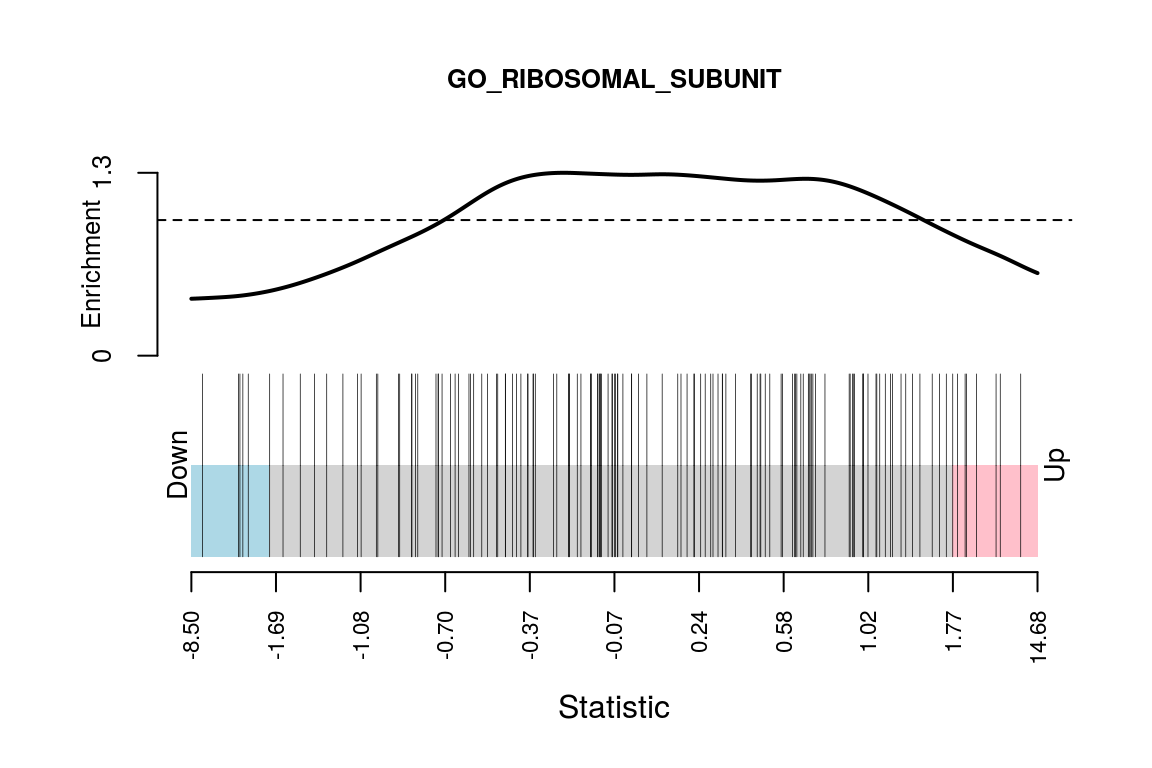 GO_RIBOSOMAL_SUBUNIT
Enrichment
1.3
0
Down
Up
-8.50
-1.69
-1.08
-0.70
-0.37
-0.07
0.24
0.58
1.02
1.77
14.68
Statistic